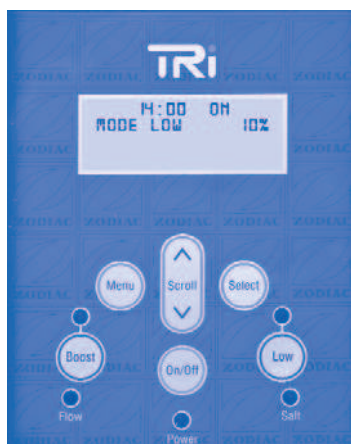 TRi
14:00 ON
MODE LOW 10%
Menu
Scroll
Select
Boost
On/Off
Low
Flow
Power
Salt
ZODIAC